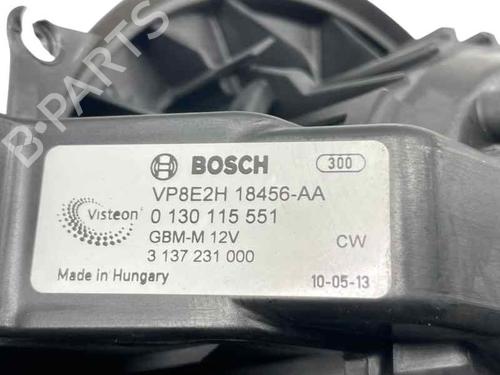 B-PARTS
BOSCH
300
VP8E2H 18456-AA
Visteon
0 130 115 551
GBM-M 12V
CW
3 137 231 000
Made in Hungary
10-05-13